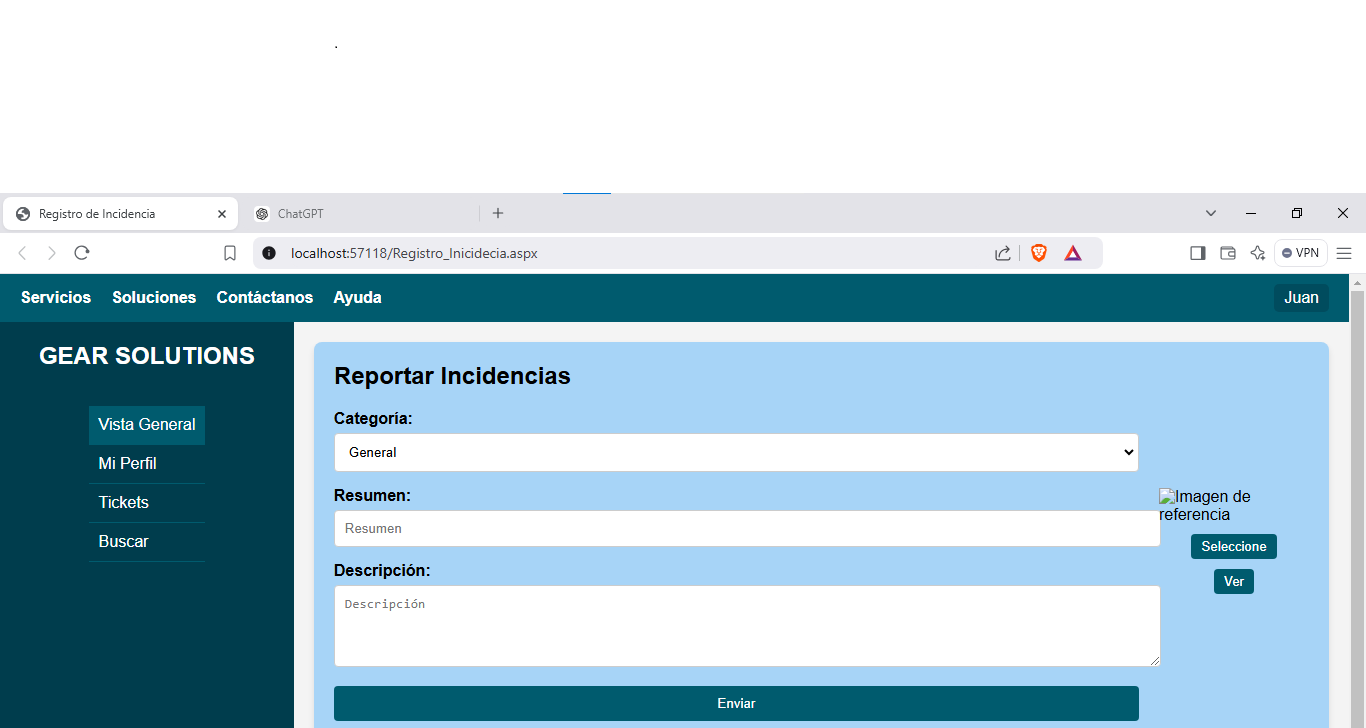 .
Registro de Incidencia
ChatGPT
localhost:57118/Registro_Inicidecia.aspx
VPN
Servicios Soluciones Contáctanos Ayuda
Juan
GEAR SOLUTIONS
Vista General
Mi Perfil
Tickets
Buscar
Reportar Incidencias
Categoría:
General
Resumen:
Resumen
Descripción:
Descripción
Enviar
Imagen de
referencia
Seleccione
Ver